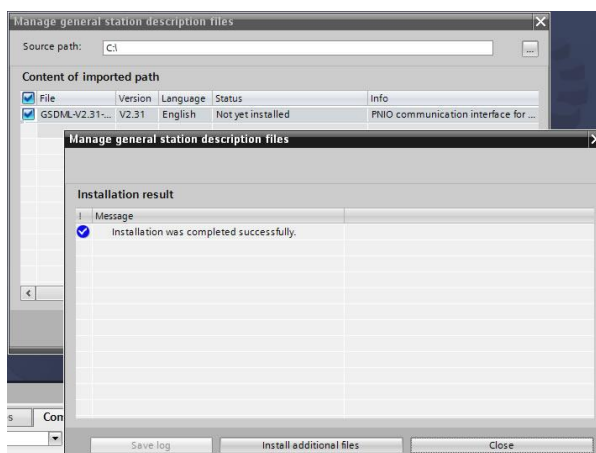 Manage general station description files
Source path: C:\ ...
Content of imported path
File Version Language Status Info
GSDML-V2.31-... V2.31 English Not yet installed PNIO communication interface for ...
Manage general station description files
Installation result
! Message
Installation was completed successfully.
s Con
Save log Install additional files Close